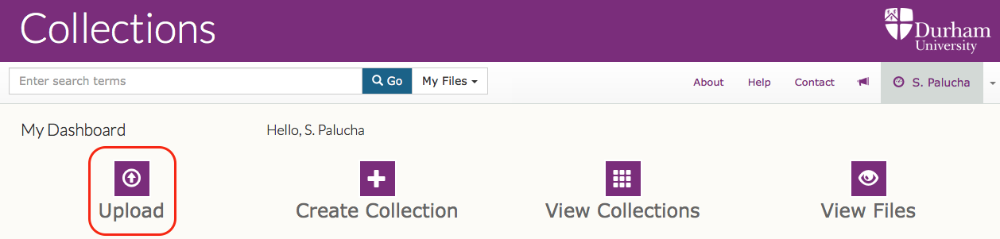 Collections
Durham
University
Enter search terms
Go
My Files
About
Help
Contact
S. Palucha
My Dashboard
Hello, S. Palucha
Upload
Create Collection
View Collections
View Files